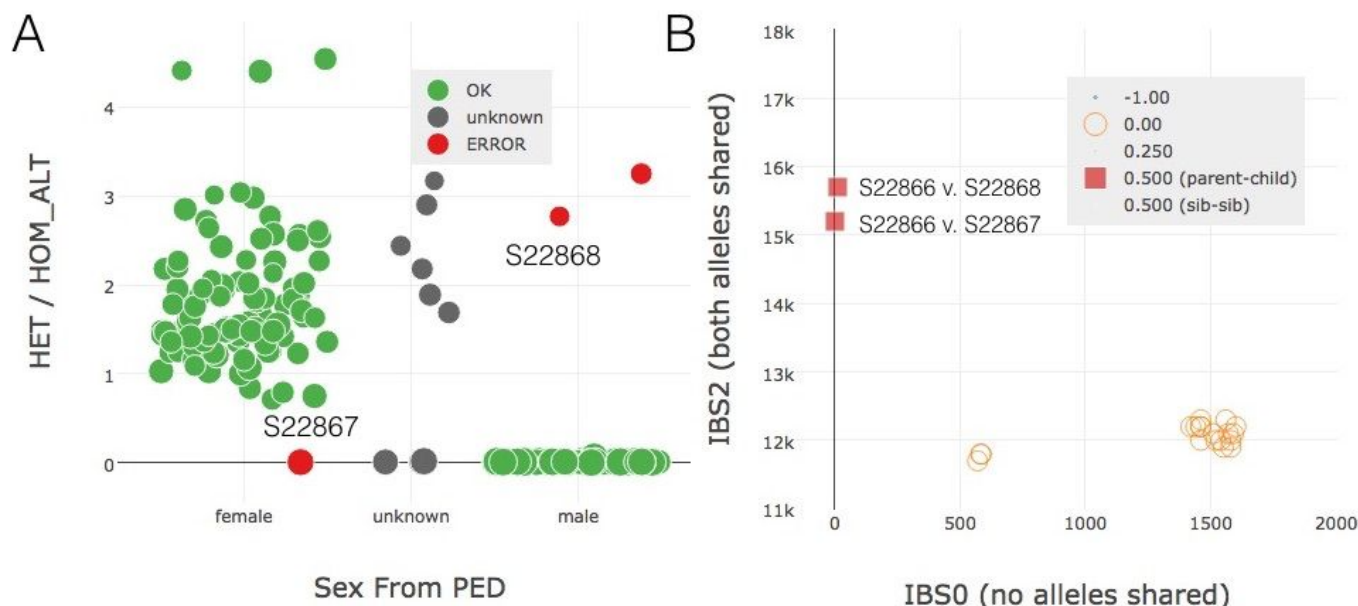 A
HET / HOM_ALT
4
3
2
1
0
OK
unknown
ERROR
S22868
S22867
female
unknown
male
Sex From PED
B
IBS2 (both alleles shared)
18k
17k
16k
15k
14k
13k
12k
11k
-1.00
0.00
0.250
0.500 (parent-child)
0.500 (sib-sib)
S22866 v. S22868
S22866 v. S22867
0
500
1000
1500
2000
IBS0 (no alleles shared)